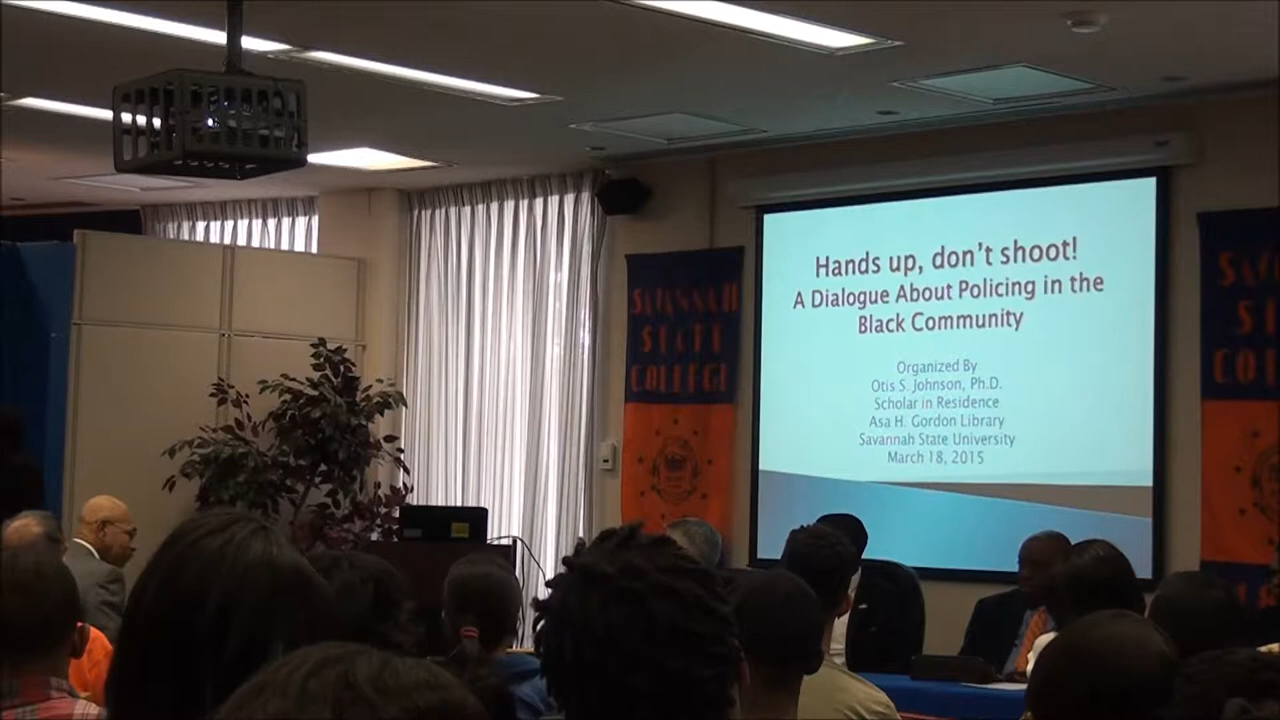 SAVANNAH
STATE
COLLEGE
Hands up, don't shoot!
A Dialogue About Policing in the
Black Community
Organized By
Otis S. Johnson, Ph.D.
Scholar in Residence
Asa H. Gordon Library
Savannah State University
March 18, 2015